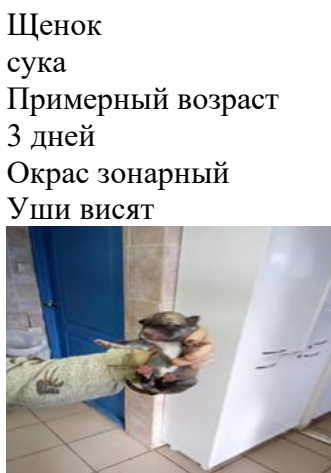 Щенок
сука
Примерный возраст
3 дней
Окрас зонарный
Уши висят